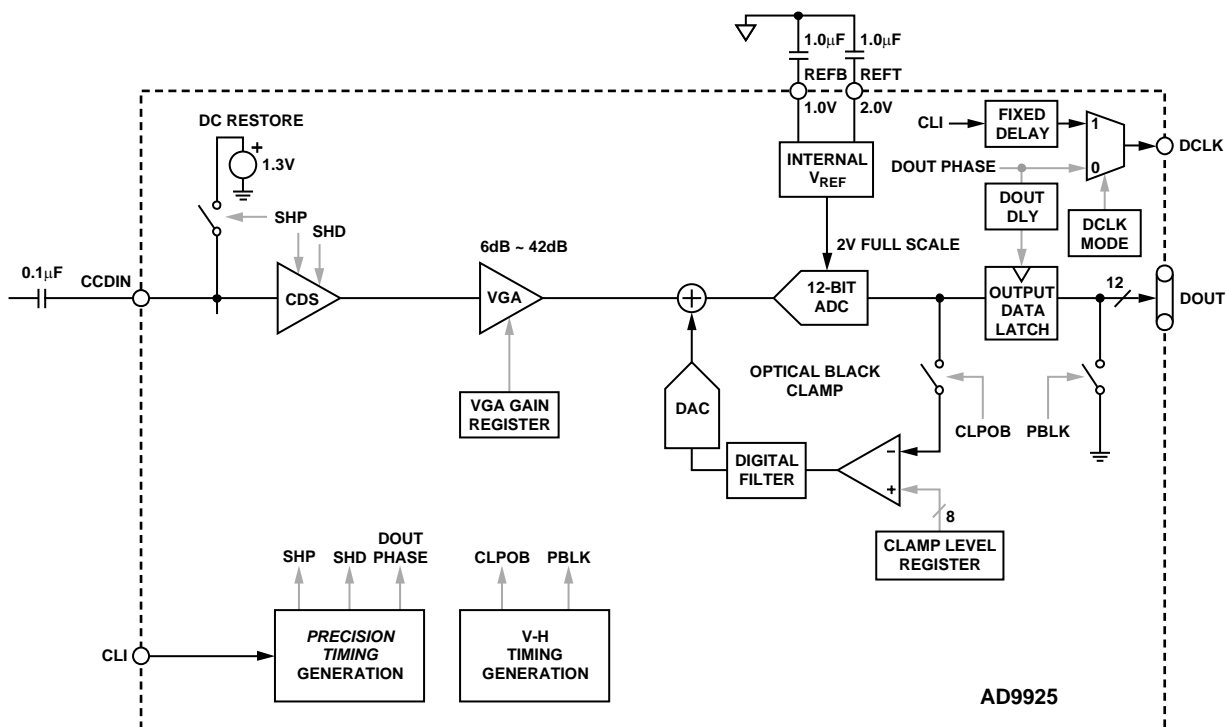 1.0µF
1.0µF
REFB
REFT
1.0V
2.0V
DC RESTORE
+
1.3V
CLI
FIXED
DELAY
1
0
DCLK
INTERNAL
VREF
DOUT PHASE
DOUT
DLY
DCLK
MODE
SHP
SHD
6dB ~ 42dB
2V FULL SCALE
0.1µF
CCDIN
CDS
VGA
+
12-BIT
ADC
OUTPUT
DATA
LATCH
12
DOUT
OPTICAL BLACK
CLAMP
VGA GAIN
REGISTER
DAC
CLPOB
PBLK
DIGITAL
FILTER
–
+
8
CLAMP LEVEL
REGISTER
SHP
SHD
DOUT
PHASE
CLPOB
PBLK
CLI
PRECISION
TIMING
GENERATION
V-H
TIMING
GENERATION
AD9925